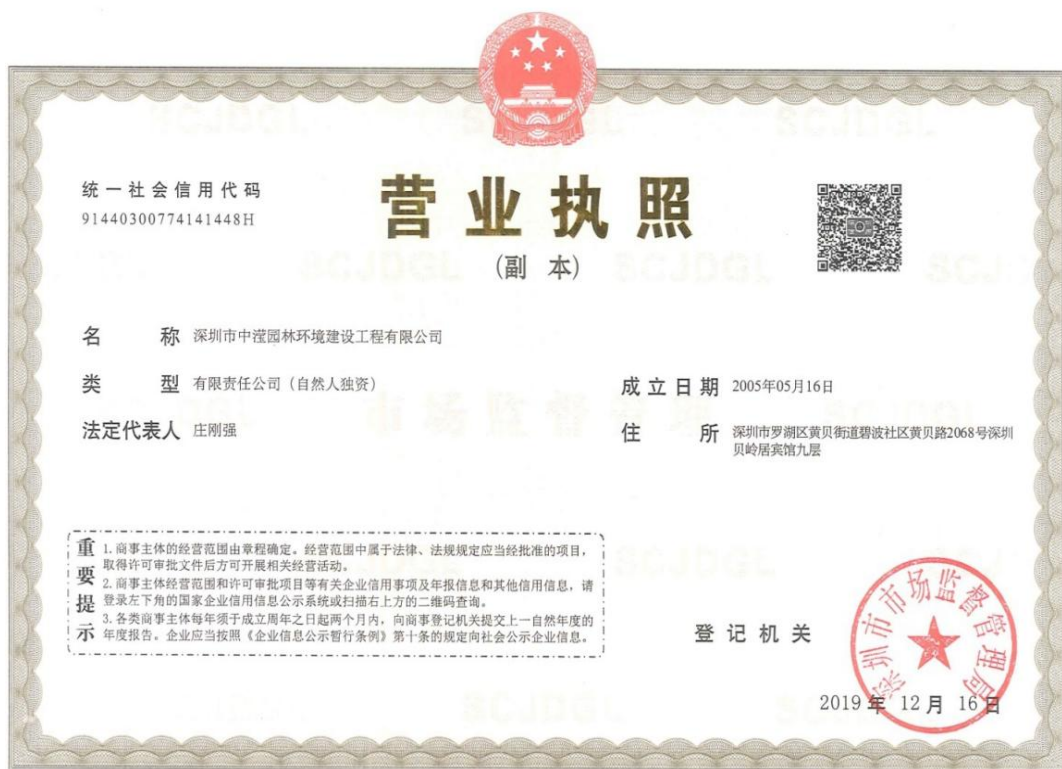 统一社会信用代码
91440300774141448H
营业执照
(副 本)
名 称 深圳市中滢园林环境建设工程有限公司
类 型 有限责任公司（自然人独资）
法定代表人 庄刚强
成立日期 2005年05月16日
住 所 深圳市罗湖区黄贝街道碧波社区黄贝路2068号深圳
贝岭居宾馆九层
重要提示
1. 商事主体的经营范围由章程确定。经营范围中属于法律、法规规定应当经批准的项目，
取得许可审批文件后方可开展相关经营活动。
2. 商事主体经营范围和许可审批项目等有关企业信用事项及年报信息和其他信用信息，请
登录左下角的国家企业信用信息公示系统或扫描右上方的二维码查询。
3. 各类商事主体每年须于成立周年之日起两个月内，向商事登记机关提交上一自然年度的
年度报告。企业应当按照《企业信息公示暂行条例》第十条的规定向社会公示企业信息。
登记机关
深圳市市场监督管理局
2019 年 12 月 16 日
SCJDGL
SCJDGL
SCJDGL
SCJDGL
SCJDGL
市场监督管理
SCJDGL
SCJDGL